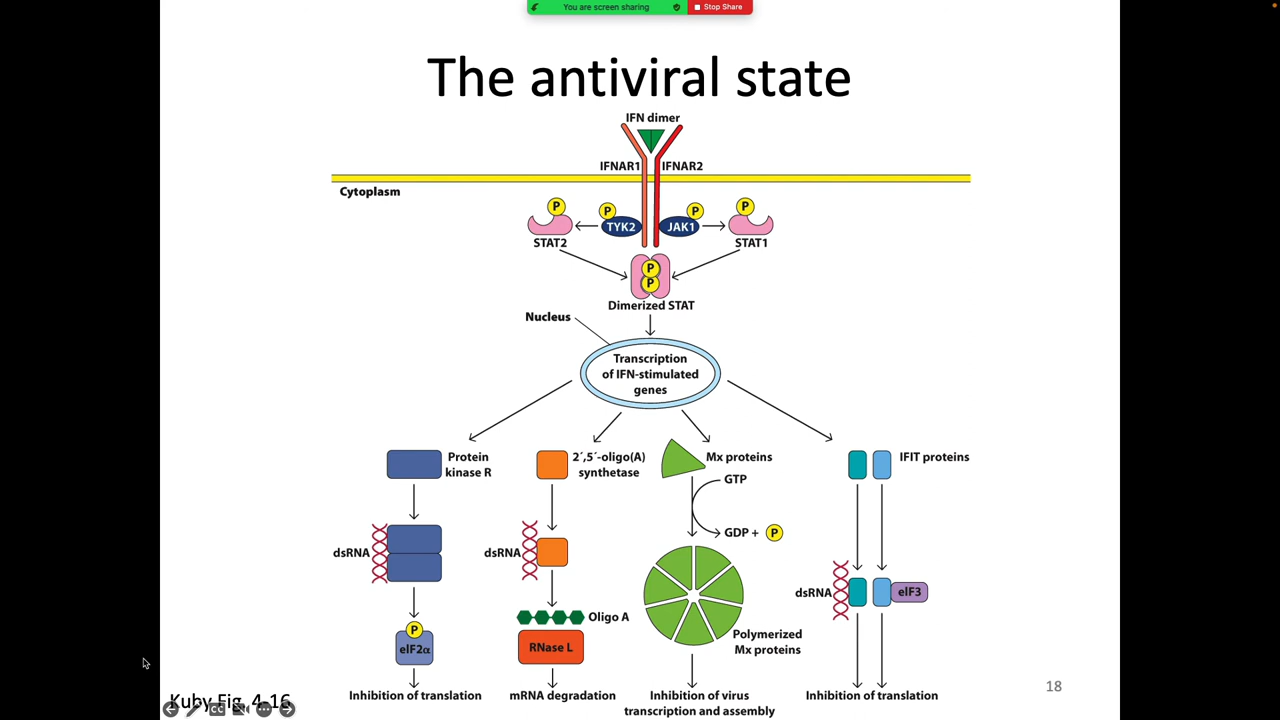 You are screen sharing
Stop Share
The antiviral state
IFN dimer
IFNAR1
IFNAR2
Cytoplasm
P
P
P
P
TYK2
JAK1
STAT2
STAT1
P
P
Dimerized STAT
Nucleus
Transcription
of IFN-stimulated
genes
Protein
kinase R
2´,5´-oligo(A)
synthetase
Mx proteins
IFIT proteins
GTP
GDP + P
dsRNA
dsRNA
dsRNA
eIF3
Oligo A
P
eIF2α
RNase L
Polymerized
Mx proteins
Inhibition of translation
mRNA degradation
Inhibition of virus
transcription and assembly
Inhibition of translation
18
Kuby Fig. 4-16
CC